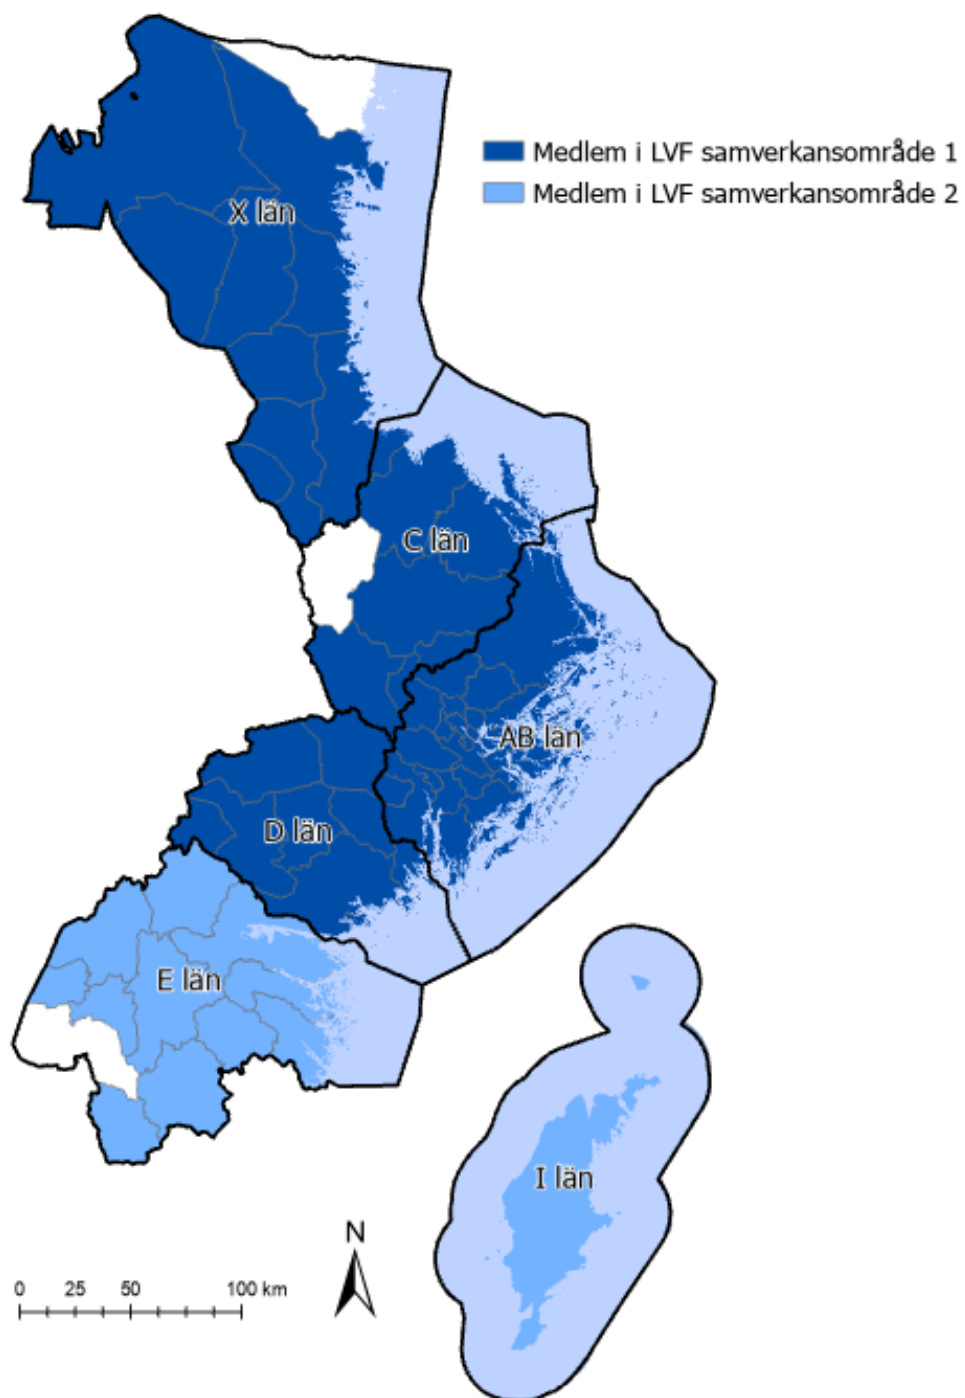 Medlem i LVF samverkansområde 1
Medlem i LVF samverkansområde 2
X län
C län
AB län
D län
E län
I län
N
0 25 50 100 km